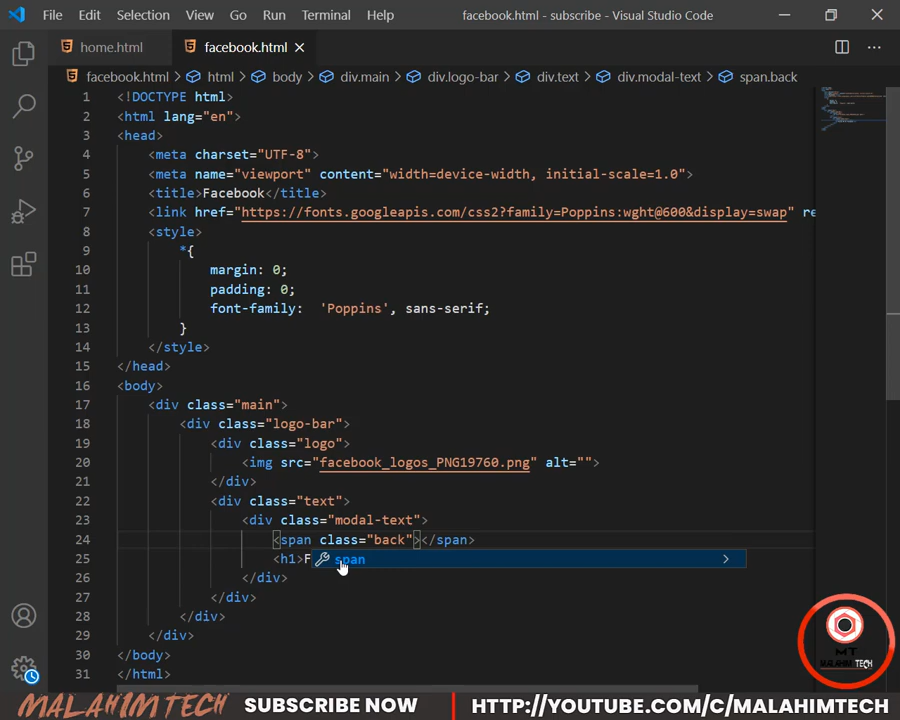 File Edit Selection View Go Run Terminal Help facebook.html - subscribe - Visual Studio Code
home.html facebook.html
facebook.html > html > body > div.main > div.logo-bar > div.text > div.modal-text > span.back
1 <!DOCTYPE html>
2 <html lang="en">
3 <head>
4 <meta charset="UTF-8">
5 <meta name="viewport" content="width=device-width, initial-scale=1.0">
6 <title>Facebook</title>
7 <link href="https://fonts.googleapis.com/css2?family=Poppins:wght@600&display=swap" re
8 <style>
9 *{
10 margin: 0;
11 padding: 0;
12 font-family: 'Poppins', sans-serif;
13 }
14 </style>
15 </head>
16 <body>
17 <div class="main">
18 <div class="logo-bar">
19 <div class="logo">
20 <img src="facebook_logos_PNG19760.png" alt="">
21 </div>
22 <div class="text">
23 <div class="modal-text">
24 <span class="back"></span>
25 <h1>F span >
26 </div>
27 </div>
28 </div>
29 </div>
30 </body>
31 </html>
MT
MALAHIM TECH
MALAHIM TECH SUBSCRIBE NOW | HTTP://YOUTUBE.COM/C/MALAHIMTECH